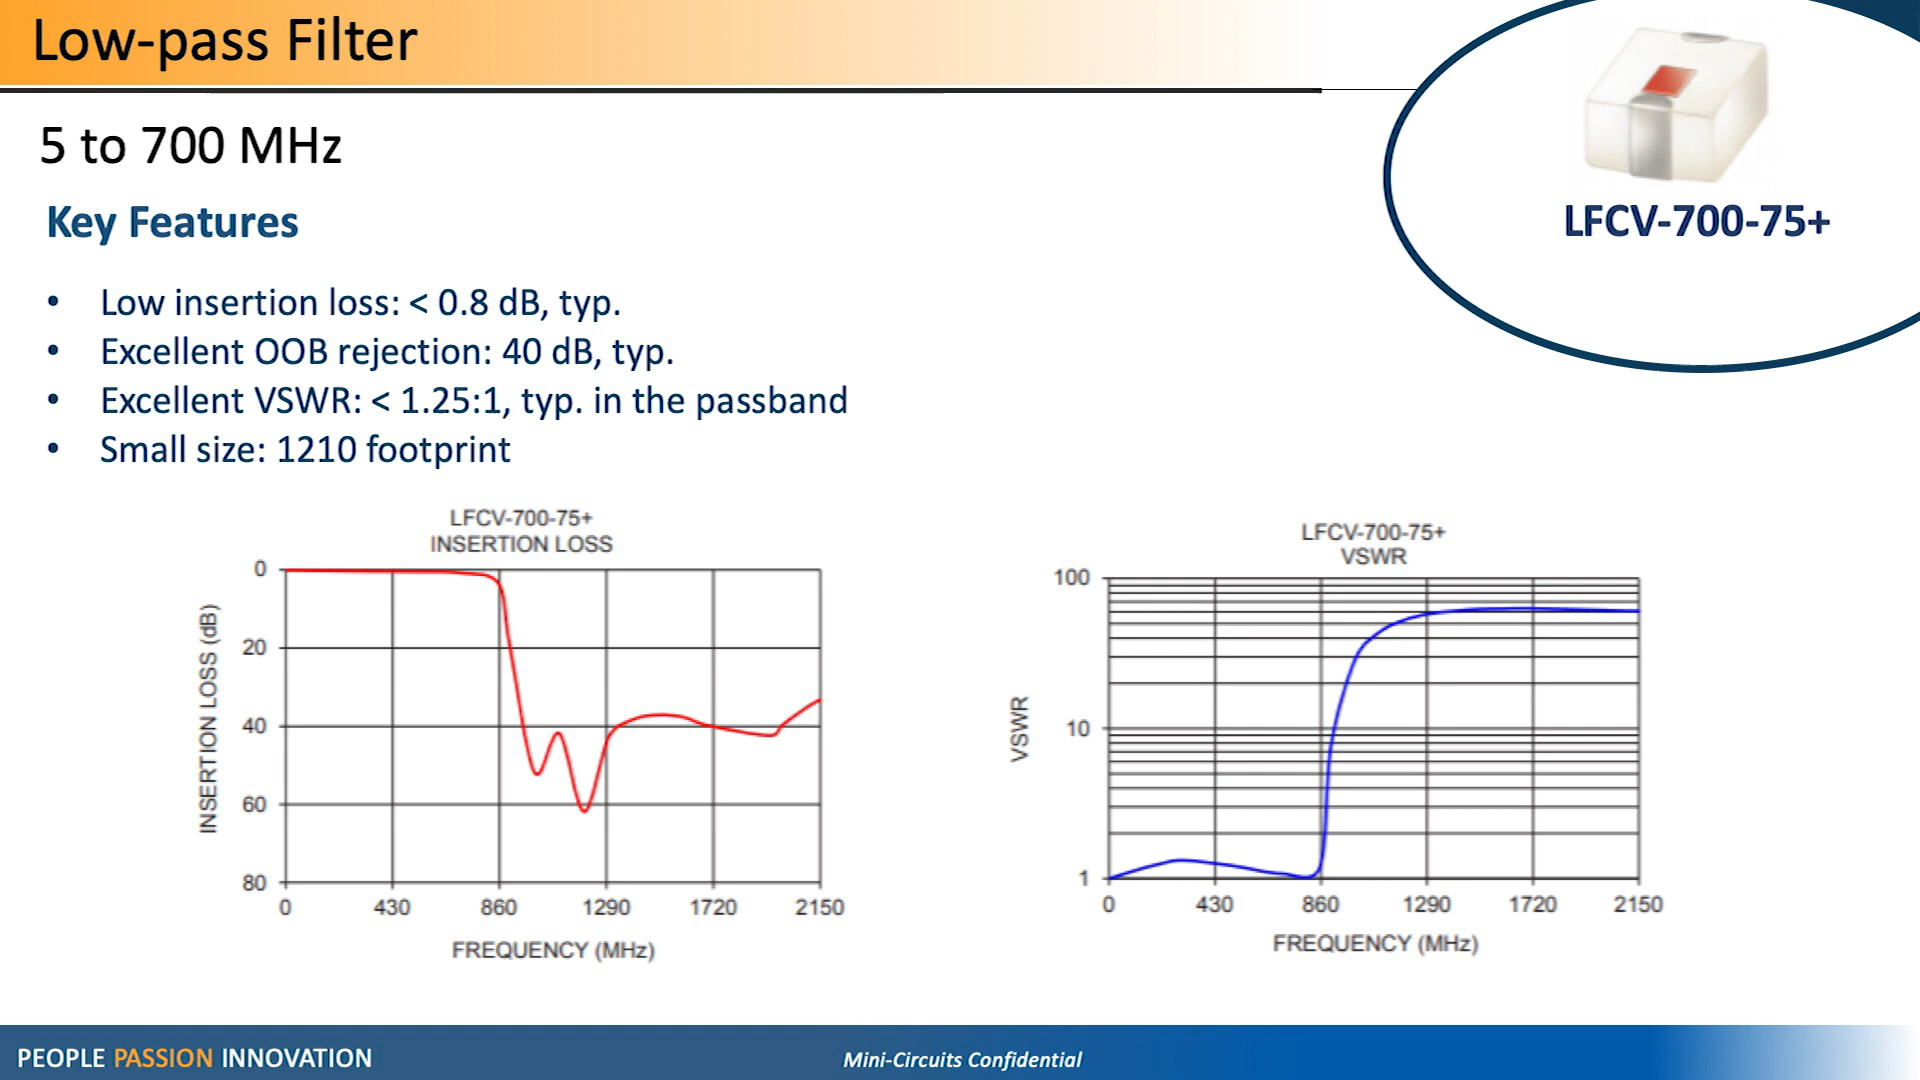 Low-pass Filter
5 to 700 MHz
LFCV-700-75+
Key Features
• Low insertion loss: < 0.8 dB, typ.
• Excellent OOB rejection: 40 dB, typ.
• Excellent VSWR: < 1.25:1, typ. in the passband
• Small size: 1210 footprint
LFCV-700-75+
INSERTION LOSS
INSERTION LOSS (dB)
0
20
40
60
80
0 430 860 1290 1720 2150
FREQUENCY (MHz)
LFCV-700-75+
VSWR
VSWR
100
10
1
0 430 860 1290 1720 2150
FREQUENCY (MHz)
PEOPLE PASSION INNOVATION
Mini-Circuits Confidential